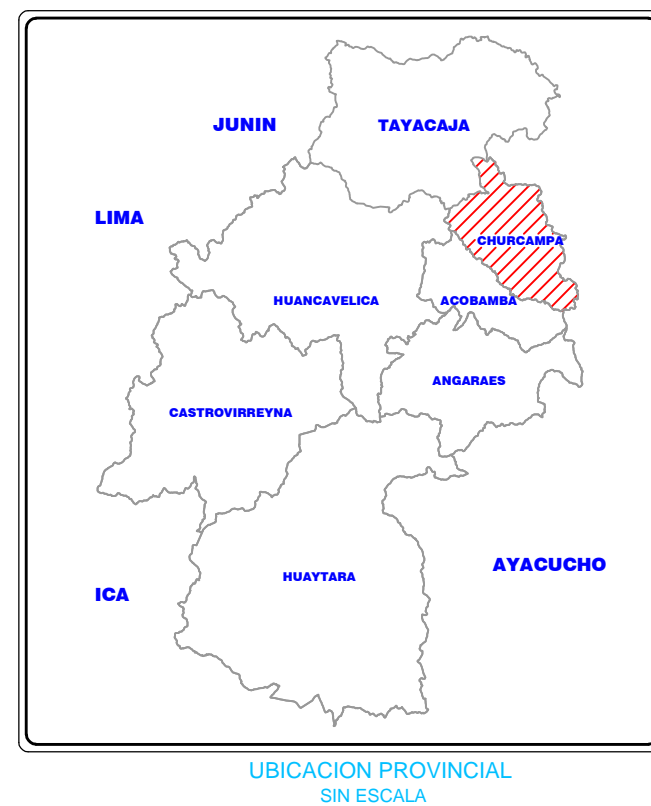 JUNIN
TAYACAJA
LIMA
CHURCAMPA
HUANCAVELICA
ACOBAMBA
ANGARAES
CASTROVIRREYNA
AYACUCHO
HUAYTARA
ICA
UBICACION PROVINCIAL
SIN ESCALA